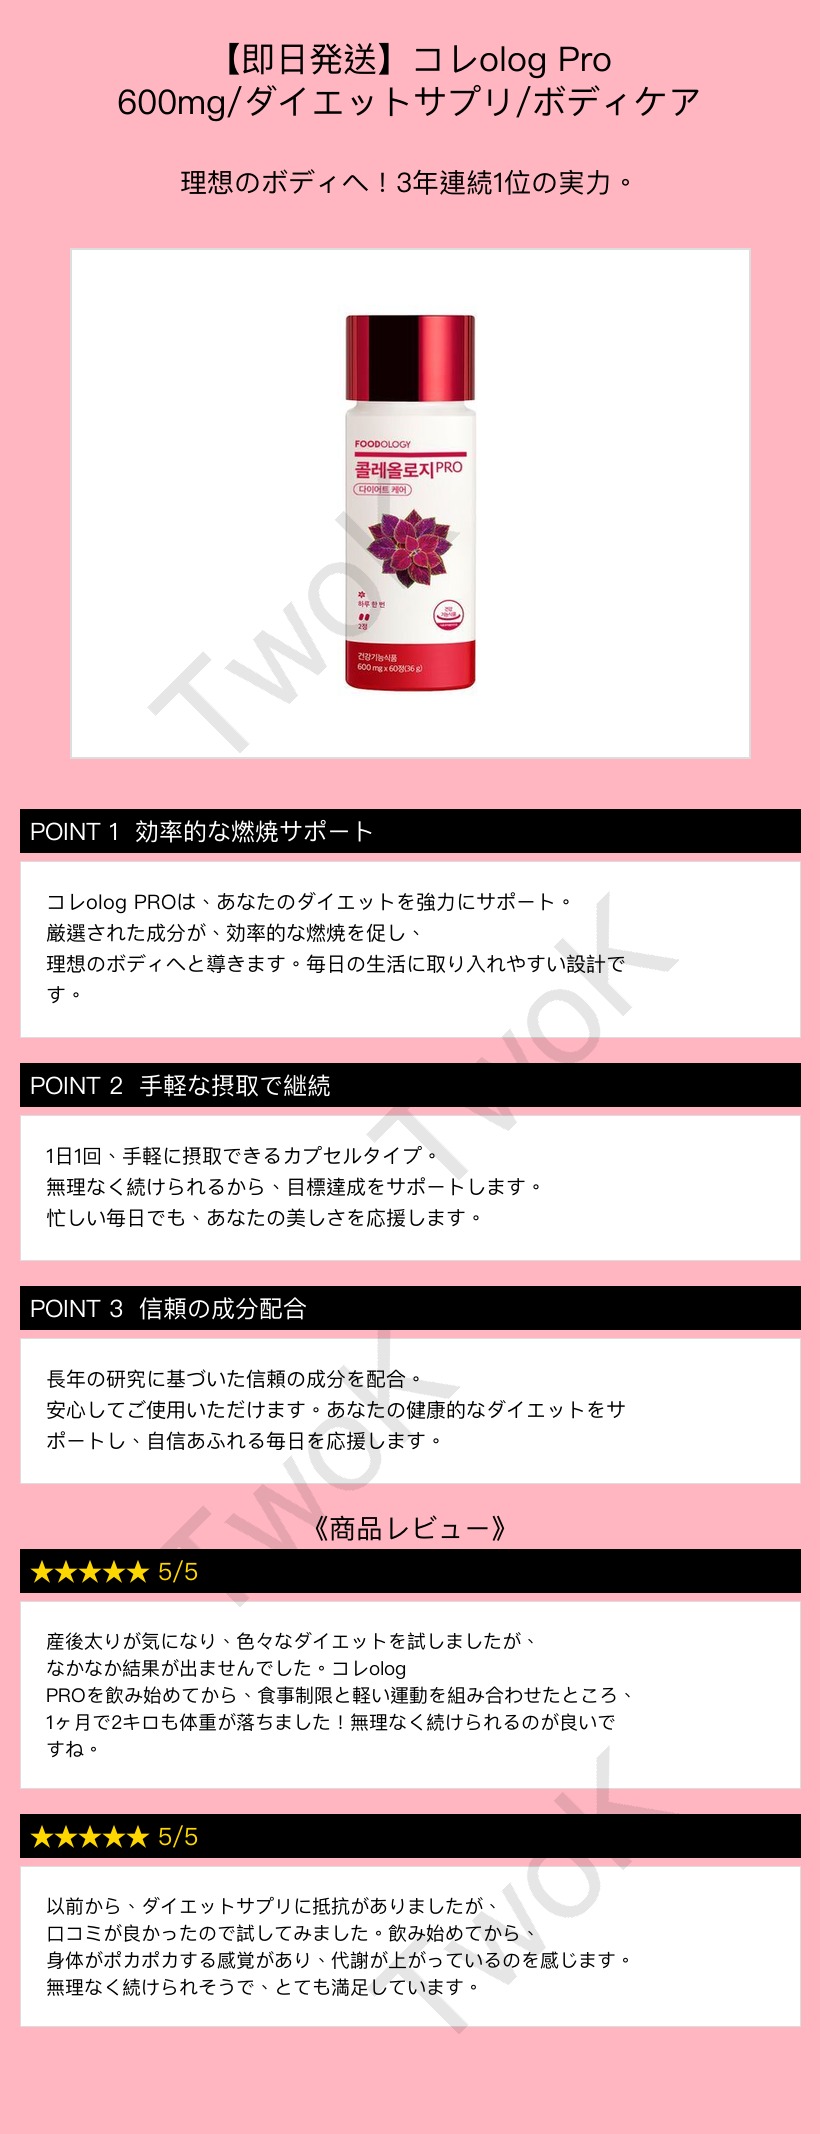 【即日発送】コレolog Pro
600mg/ダイエットサプリ/ボディケア
理想のボディへ！3年連続1位の実力。
FOODOLOGY
콜레올로지PRO
다이어트 케어
하루 한 번
2정
건강
기능식품
건강기능식품
600 mg x 60정(36 g)
TwoK
POINT 1 効率的な燃焼サポート
コレolog PROは、あなたのダイエットを強力にサポート。
厳選された成分が、効率的な燃焼を促し、
理想のボディへと導きます。毎日の生活に取り入れやすい設計で
す。
TwoK
POINT 2 手軽な摂取で継続
1日1回、手軽に摂取できるカプセルタイプ。
無理なく続けられるから、目標達成をサポートします。
忙しい毎日でも、あなたの美しさを応援します。
POINT 3 信頼の成分配合
長年の研究に基づいた信頼の成分を配合。
安心してご使用いただけます。あなたの健康的なダイエットをサ
ポートし、自信あふれる毎日を応援します。
TwoK
《商品レビュー》
★★★★★ 5/5
産後太りが気になり、色々なダイエットを試しましたが、
なかなか結果が出ませんでした。コレolog
PROを飲み始めてから、食事制限と軽い運動を組み合わせたところ、
1ヶ月で2キロも体重が落ちました！無理なく続けられるのが良いで
すね。
★★★★★ 5/5
以前から、ダイエットサプリに抵抗がありましたが、
口コミが良かったので試してみました。飲み始めてから、
身体がポカポカする感覚があり、代謝が上がっているのを感じます。
無理なく続けられそうで、とても満足しています。
TwoK